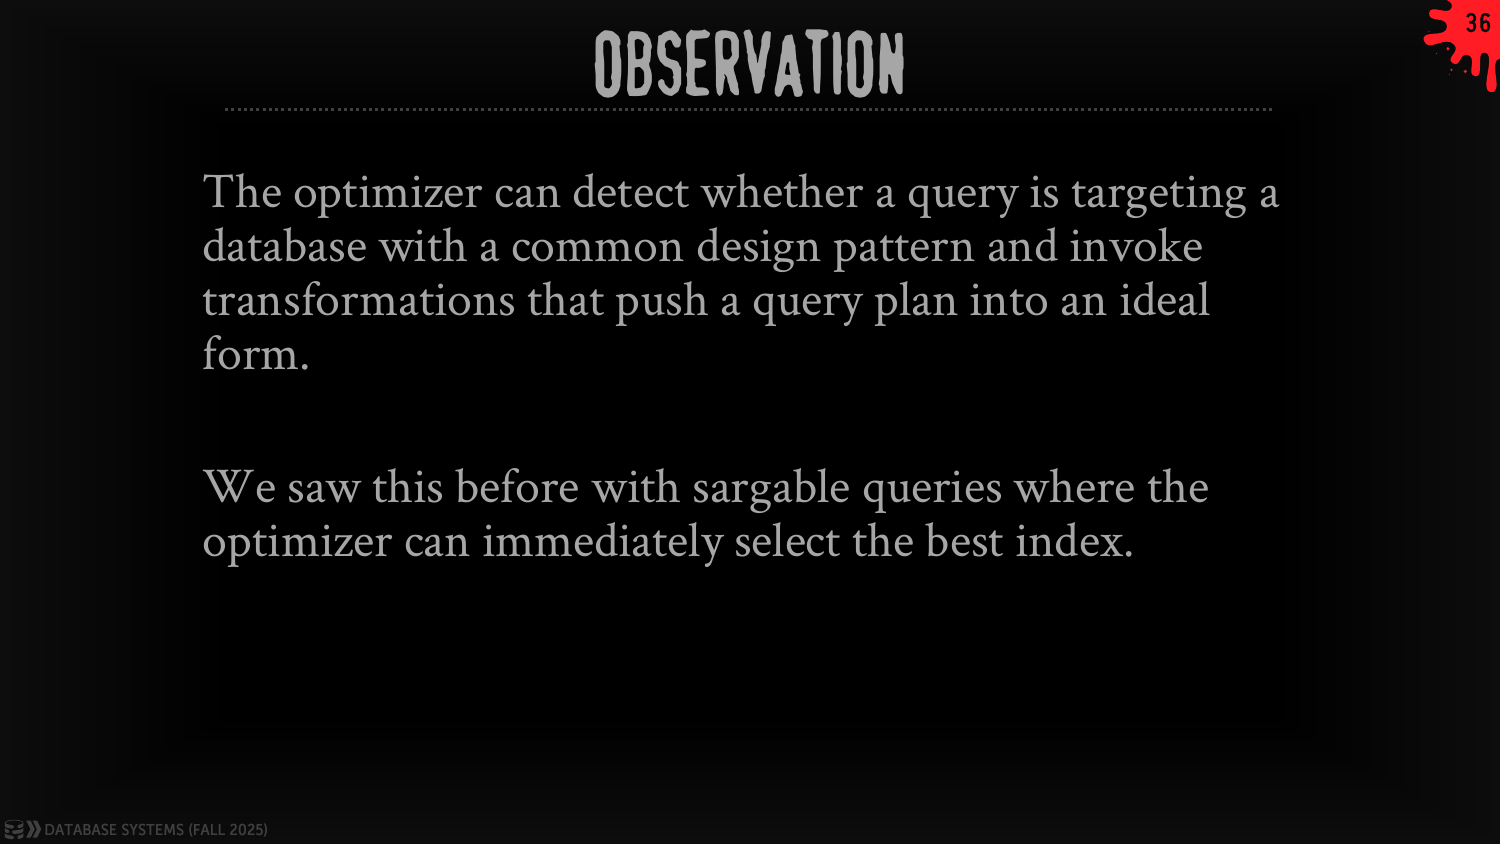 36
OBSERVATION
The optimizer can detect whether a query is targeting a
database with a common design pattern and invoke
transformations that push a query plan into an ideal
form.
We saw this before with sargable queries where the
optimizer can immediately select the best index.
DATABASE SYSTEMS (FALL 2025)